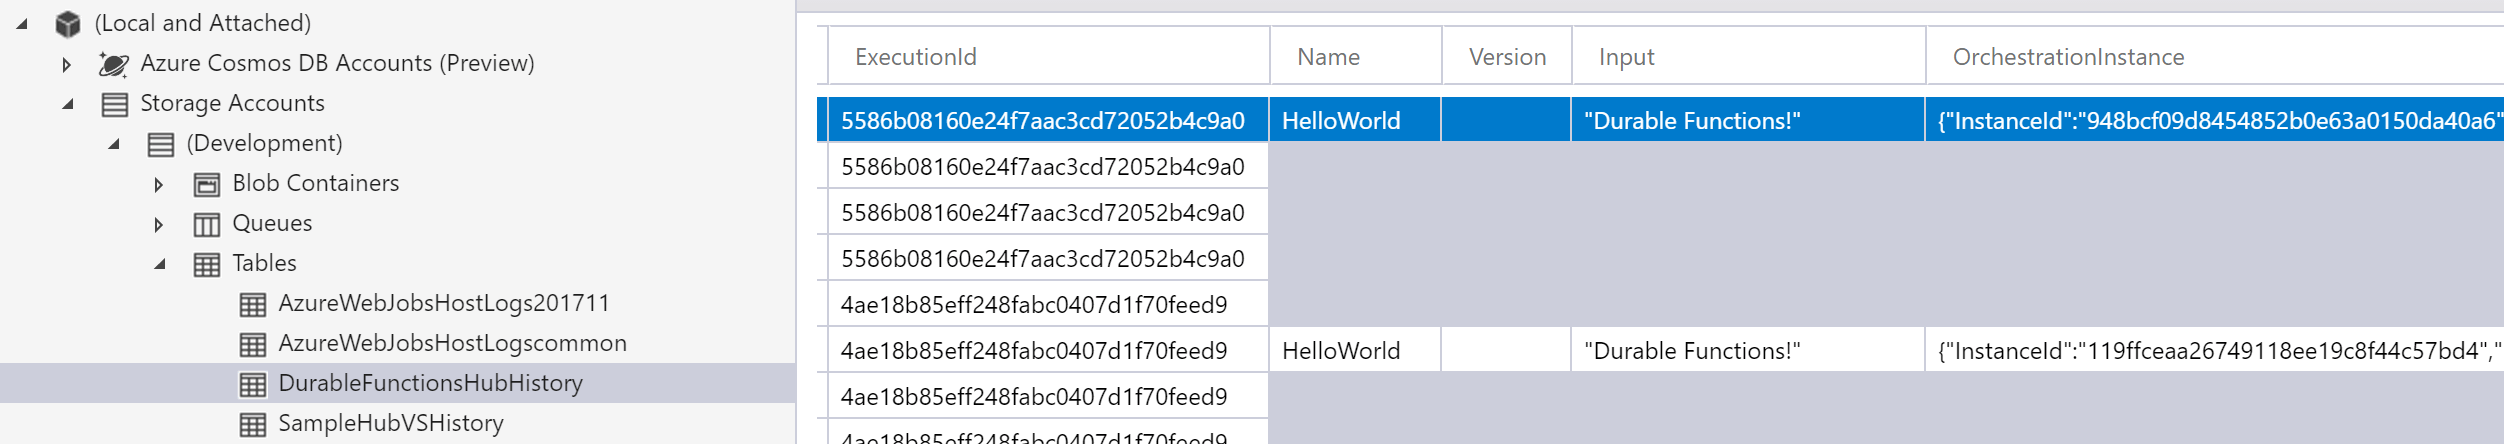 (Local and Attached)
Azure Cosmos DB Accounts (Preview)
Storage Accounts
(Development)
Blob Containers
Queues
Tables
AzureWebJobsHostLogs201711
AzureWebJobsHostLogscommon
DurableFunctionsHubHistory
SampleHubVSHistory
ExecutionId Name Version Input OrchestrationInstance
5586b08160e24f7aac3cd72052b4c9a0 HelloWorld "Durable Functions!" {"InstanceId":"948bcf09d8454852b0e63a0150da40a6"
5586b08160e24f7aac3cd72052b4c9a0
5586b08160e24f7aac3cd72052b4c9a0
5586b08160e24f7aac3cd72052b4c9a0
4ae18b85eff248fabc0407d1f70feed9
4ae18b85eff248fabc0407d1f70feed9 HelloWorld "Durable Functions!" {"InstanceId":"119ffceaa26749118ee19c8f44c57bd4","
4ae18b85eff248fabc0407d1f70feed9
4ae18b85eff248fabc0407d1f70feed9